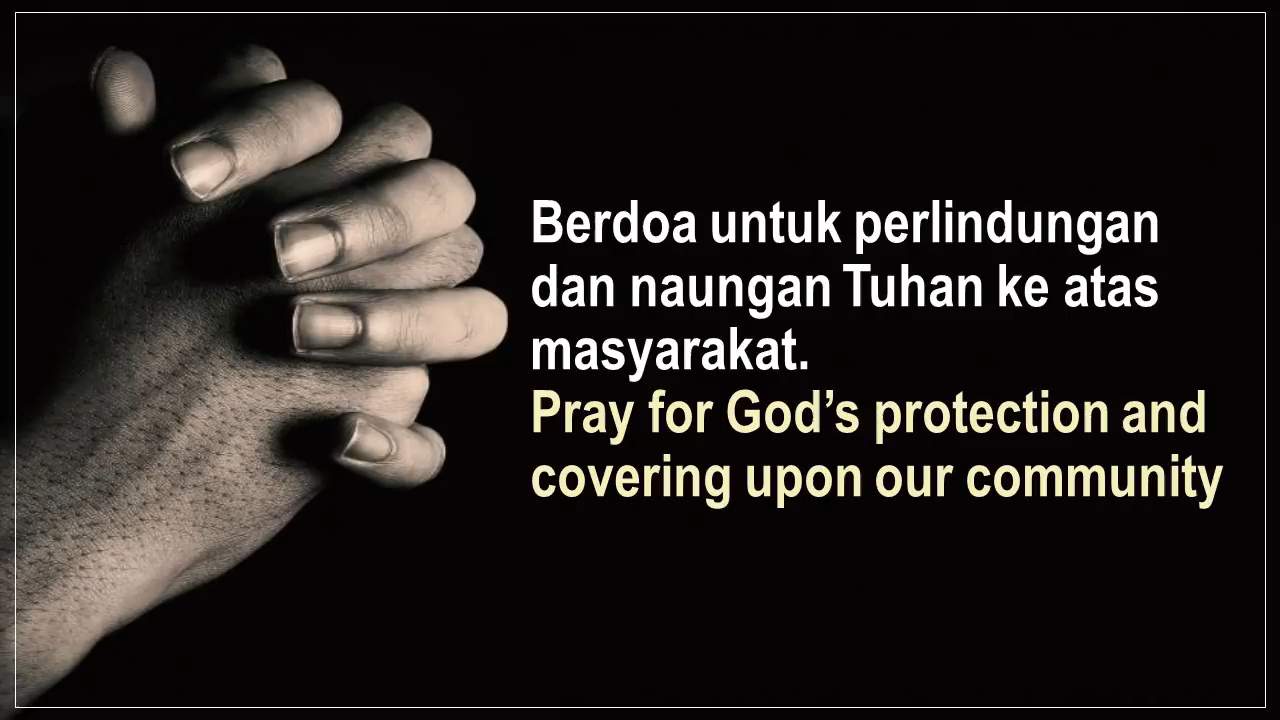 Berdoa untuk perlindungan
dan naungan Tuhan ke atas
masyarakat.
Pray for God’s protection and
covering upon our community